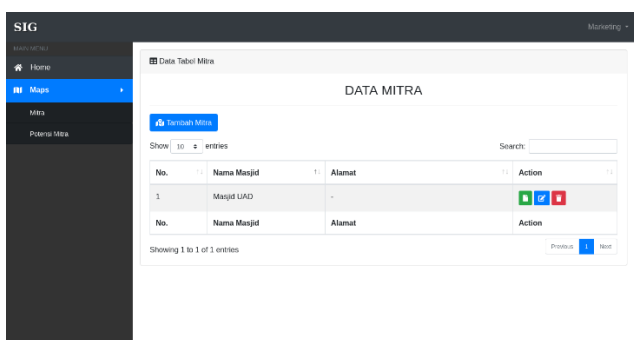 SIG
Marketing
MAIN MENU
Home
Maps
Mitra
Potensi Mitra
Data Tabel Mitra
DATA MITRA
Tambah Mitra
Show 10 entries
Search:
No. Nama Masjid Alamat Action
1 Masjid UAD -
No. Nama Masjid Alamat Action
Showing 1 to 1 of 1 entries
Previous 1 Next